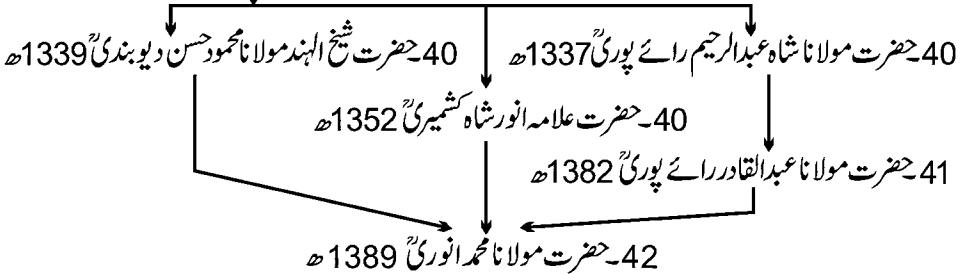 40۔حضرت مولانا شاہ عبدالرحیم رائے پوریؒ 1337ھ
40۔حضرت شیخ الہند مولانا محمود حسن دیوبندیؒ 1339ھ
40۔حضرت علامہ انور شاہ کشمیریؒ 1352ھ
41۔حضرت مولانا عبدالقادر رائے پوریؒ 1382ھ
42۔حضرت مولانا محمد انوریؒ 1389ھ